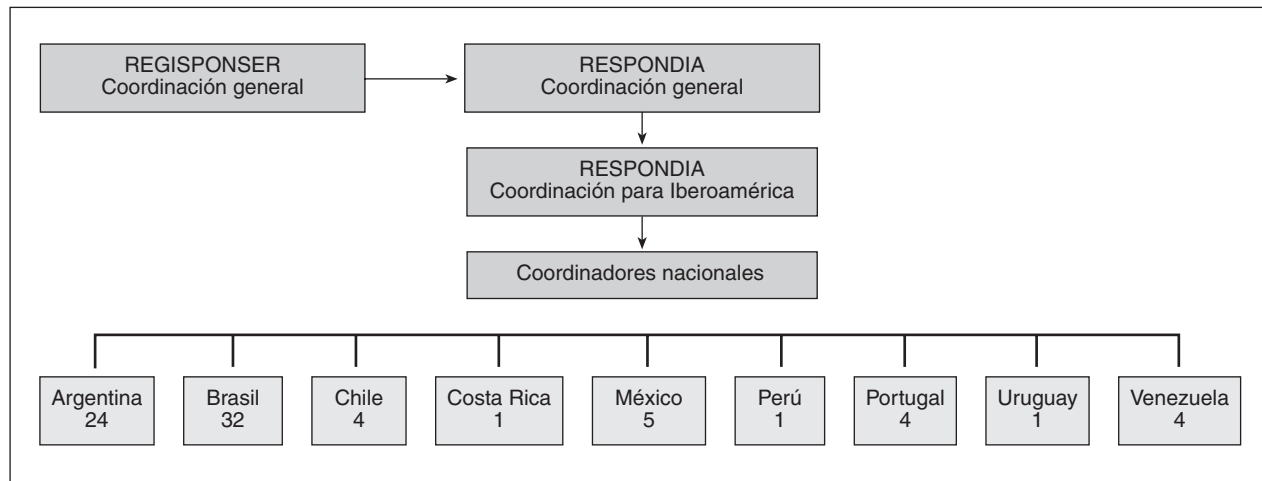 REGISPONSER
Coordinación general
RESPONDIA
Coordinación general
RESPONDIA
Coordinación para Iberoamérica
Coordinadores nacionales
Argentina
24
Brasil
32
Chile
4
Costa Rica
1
México
5
Perú
1
Portugal
4
Uruguay
1
Venezuela
4